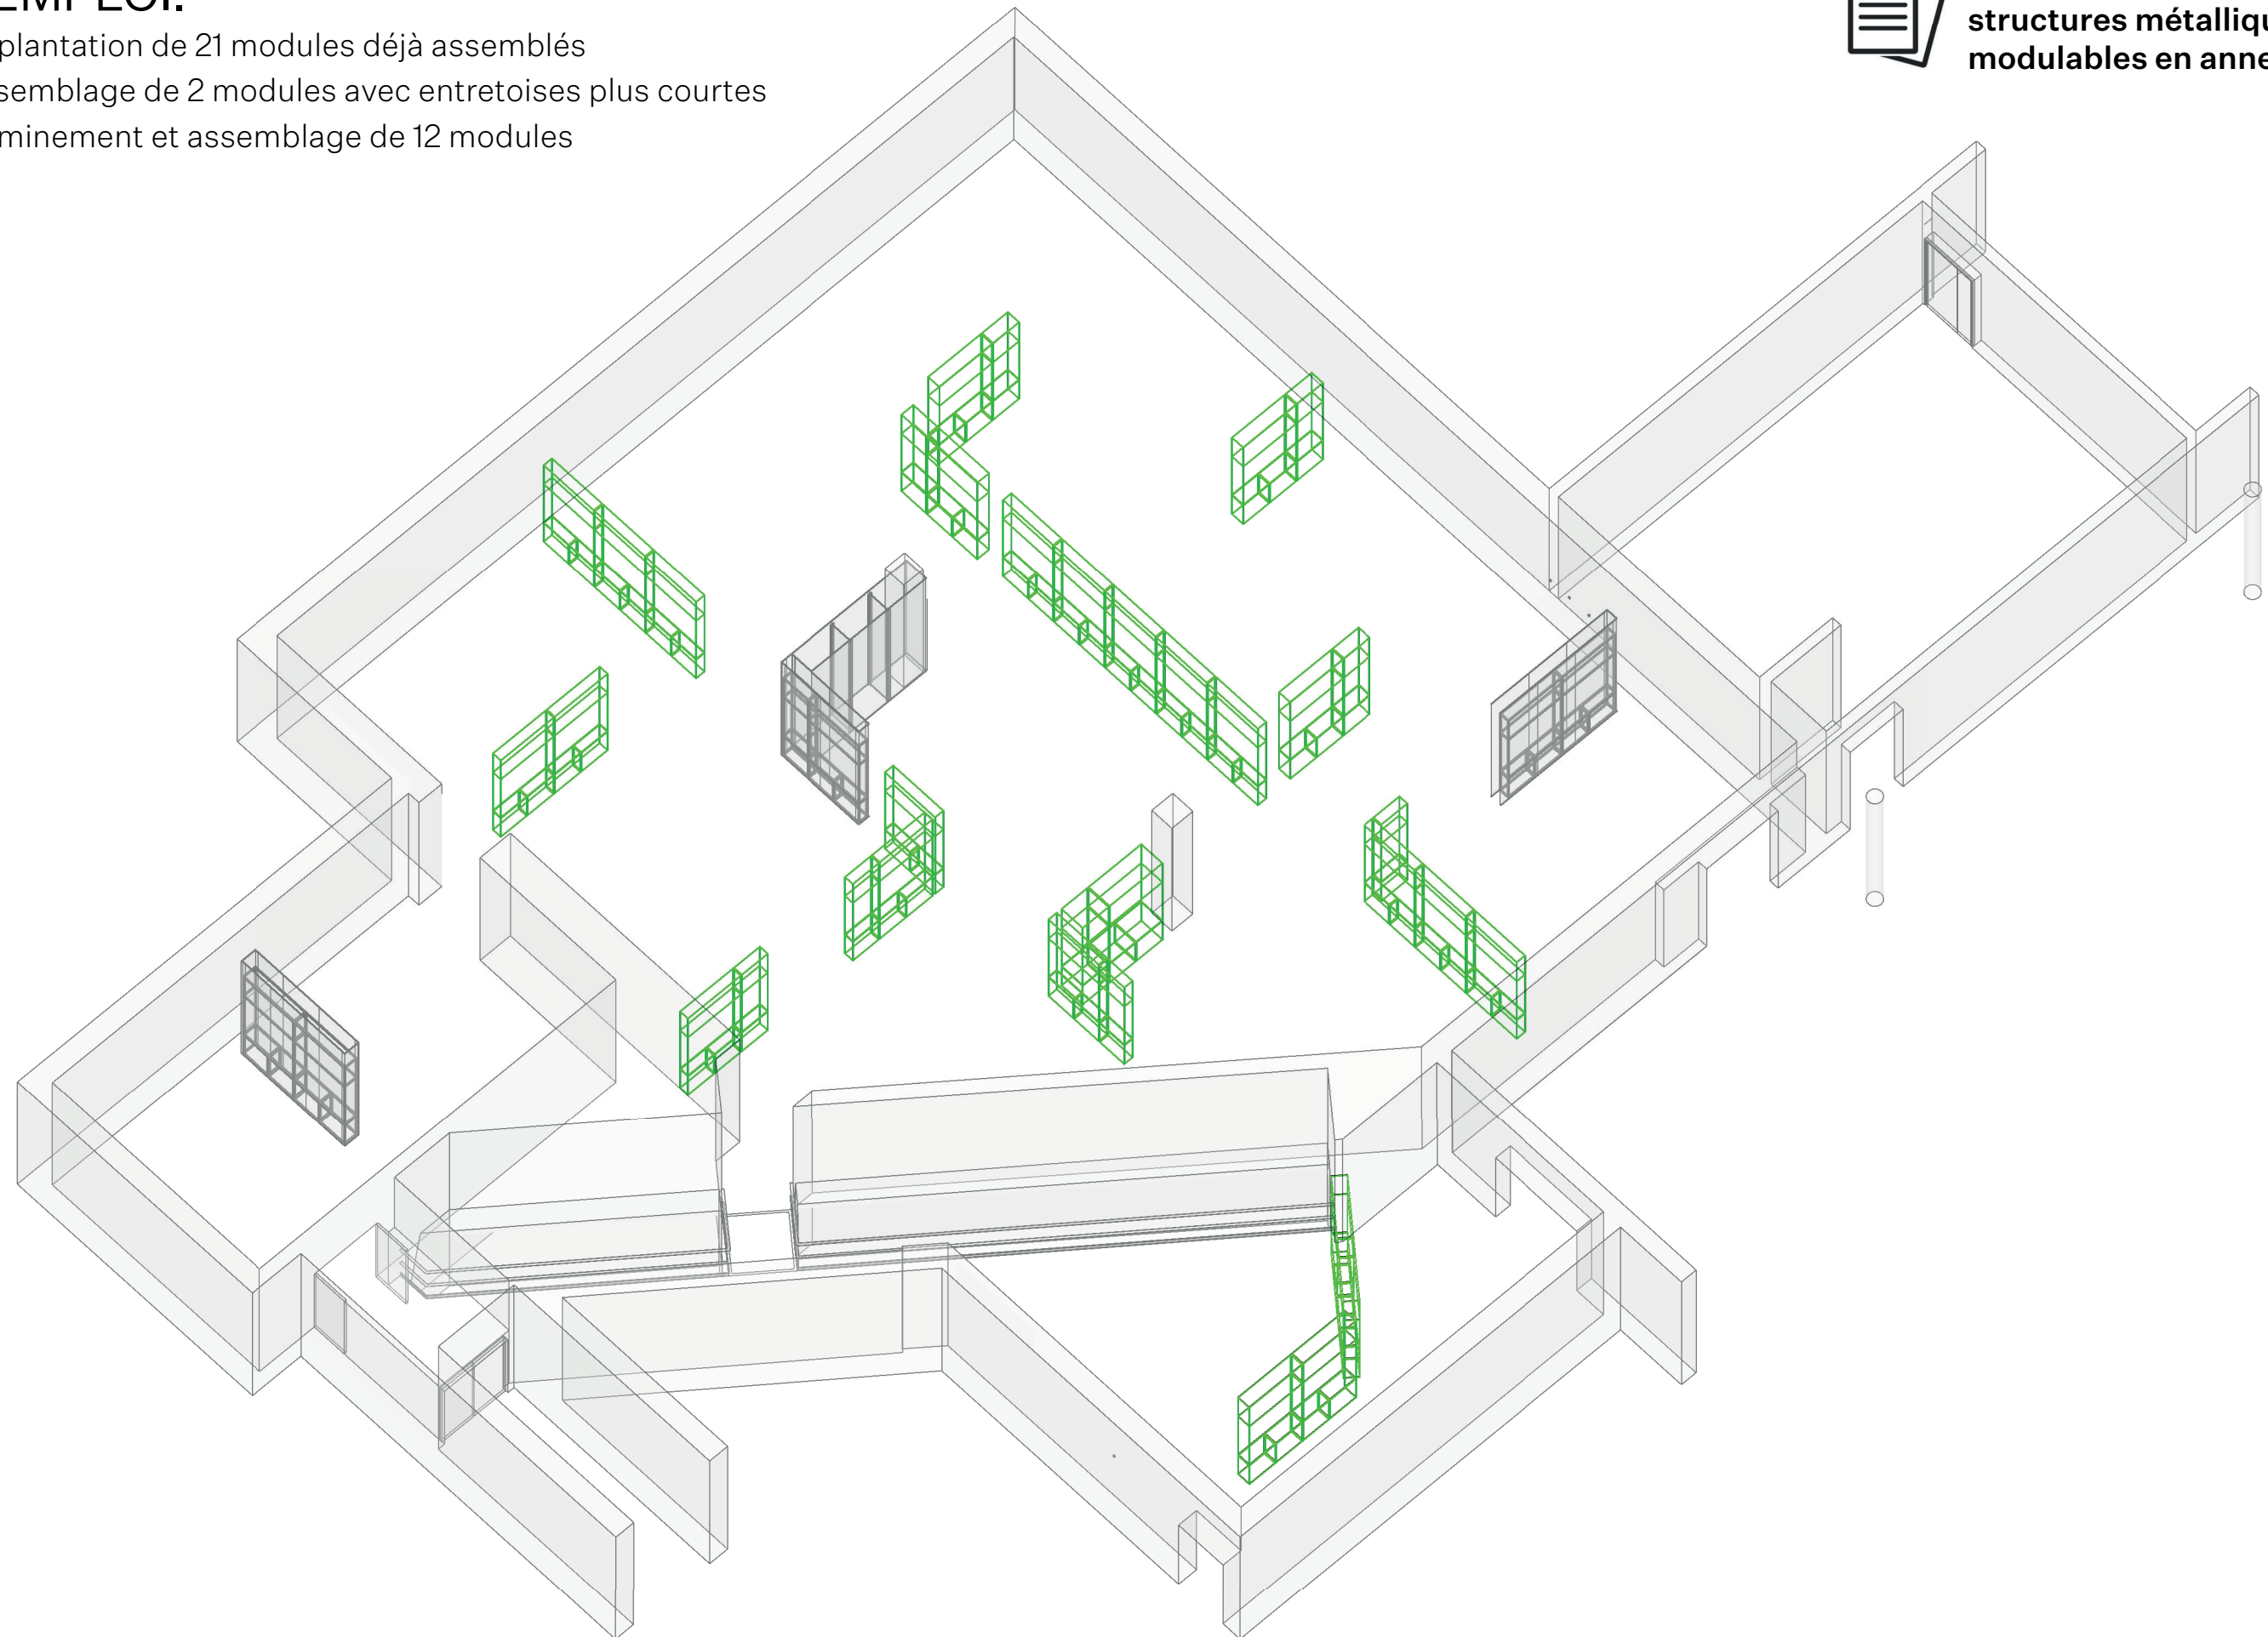 EMPLOI:
plantation de 21 modules déjà assemblés
semblage de 2 modules avec entretoises plus courtes
minement et assemblage de 12 modules
structures métalliqu
modulables en anne